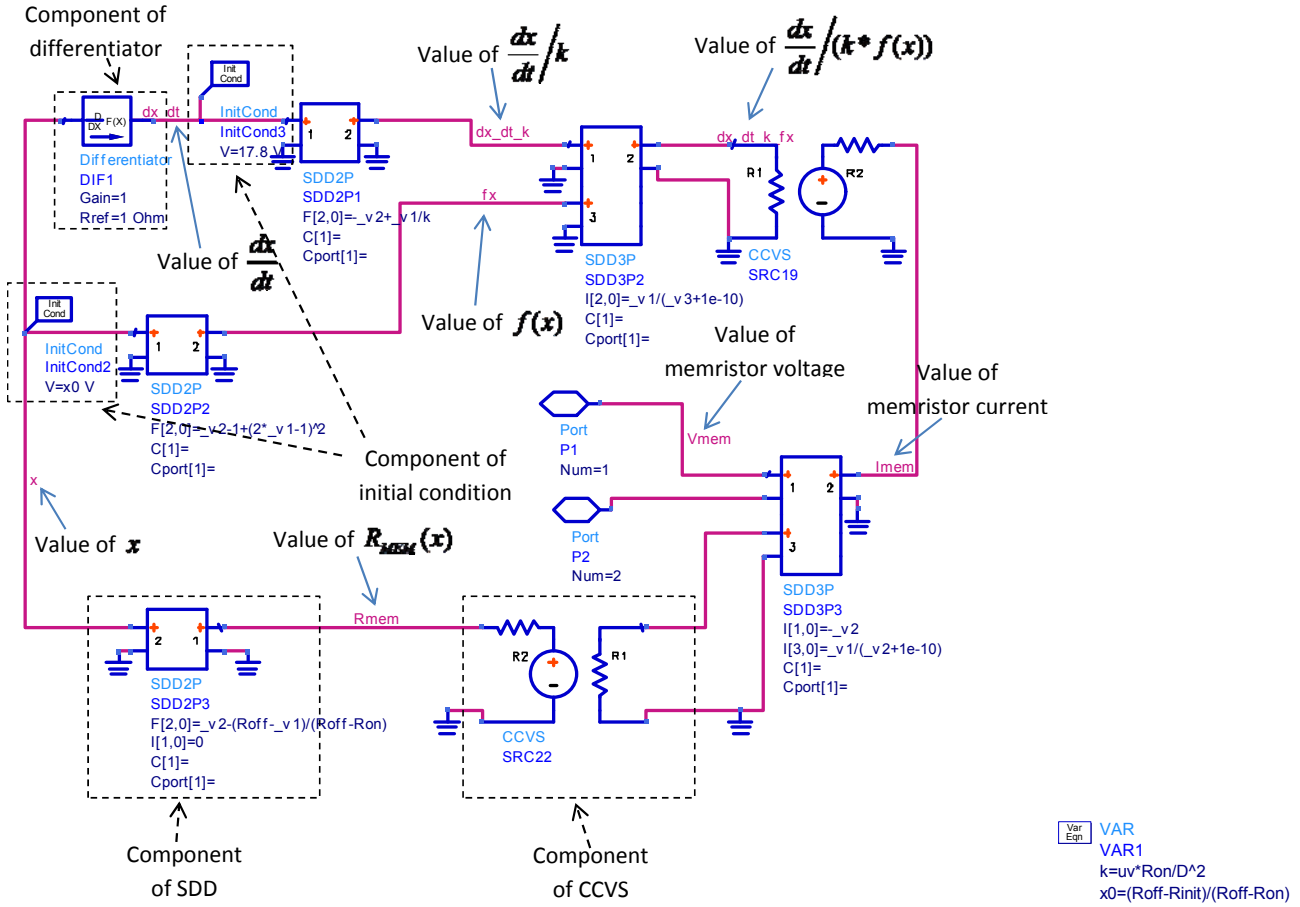 Component of
differentiator
Init
Cond
D
DX
F(X)
dx_dt
Differentiator
DIF1
Gain=1
Rref=1 Ohm
InitCond
InitCond3
V=17.8 V
1 2
SDD2P
SDD2P1
F[2,0]=-_v2+_v1/k
C[1]=
Cport[1]=
Value of dx/dt / k
dx_dt_k
Value of dx/dt / (k * f(x))
1 2
3
SDD3P
SDD3P2
I[2,0]=_v1/(_v3+1e-10)
C[1]=
Cport[1]=
dx_dt_k_fx
R1
R2
CCVS
SRC19
fx
Value of dx/dt
Value of f(x)
Init
Cond
InitCond
InitCond2
V=x0 V
1 2
SDD2P
SDD2P2
F[2,0]=_v2-1+(2*_v1-1)^2
C[1]=
Cport[1]=
Component of
initial condition
x
Value of x
Value of
memristor voltage
Value of
memristor current
Port
P1
Num=1
Vmem
Imem
Port
P2
Num=2
1 2
3
SDD3P
SDD3P3
I[1,0]=-_v2
I[3,0]=_v1/(_v2+1e-10)
C[1]=
Cport[1]=
Value of R_MEM(x)
Rmem
2 1
SDD2P
SDD2P3
F[2,0]=_v2-(Roff-_v1)/(Roff-Ron)
I[1,0]=0
C[1]=
Cport[1]=
R2
R1
CCVS
SRC22
Component
of SDD
Component
of CCVS
Var
Eqn
VAR
VAR1
k=uv*Ron/D^2
x0=(Roff-Rinit)/(Roff-Ron)